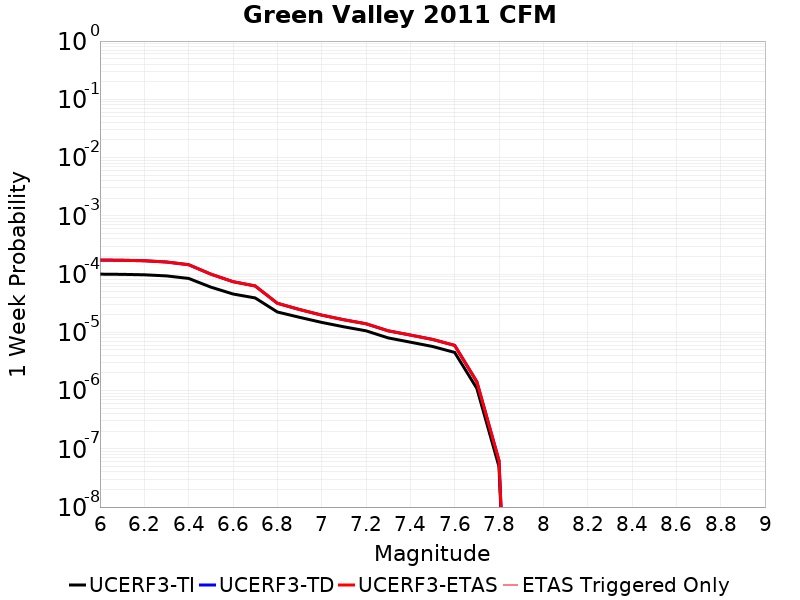 Green Valley 2011 CFM
10^0
10^-1
10^-2
10^-3
10^-4
10^-5
10^-6
10^-7
10^-8
1 Week Probability
6 6.2 6.4 6.6 6.8 7 7.2 7.4 7.6 7.8 8 8.2 8.4 8.6 8.8 9
Magnitude
UCERF3-TI UCERF3-TD UCERF3-ETAS ETAS Triggered Only